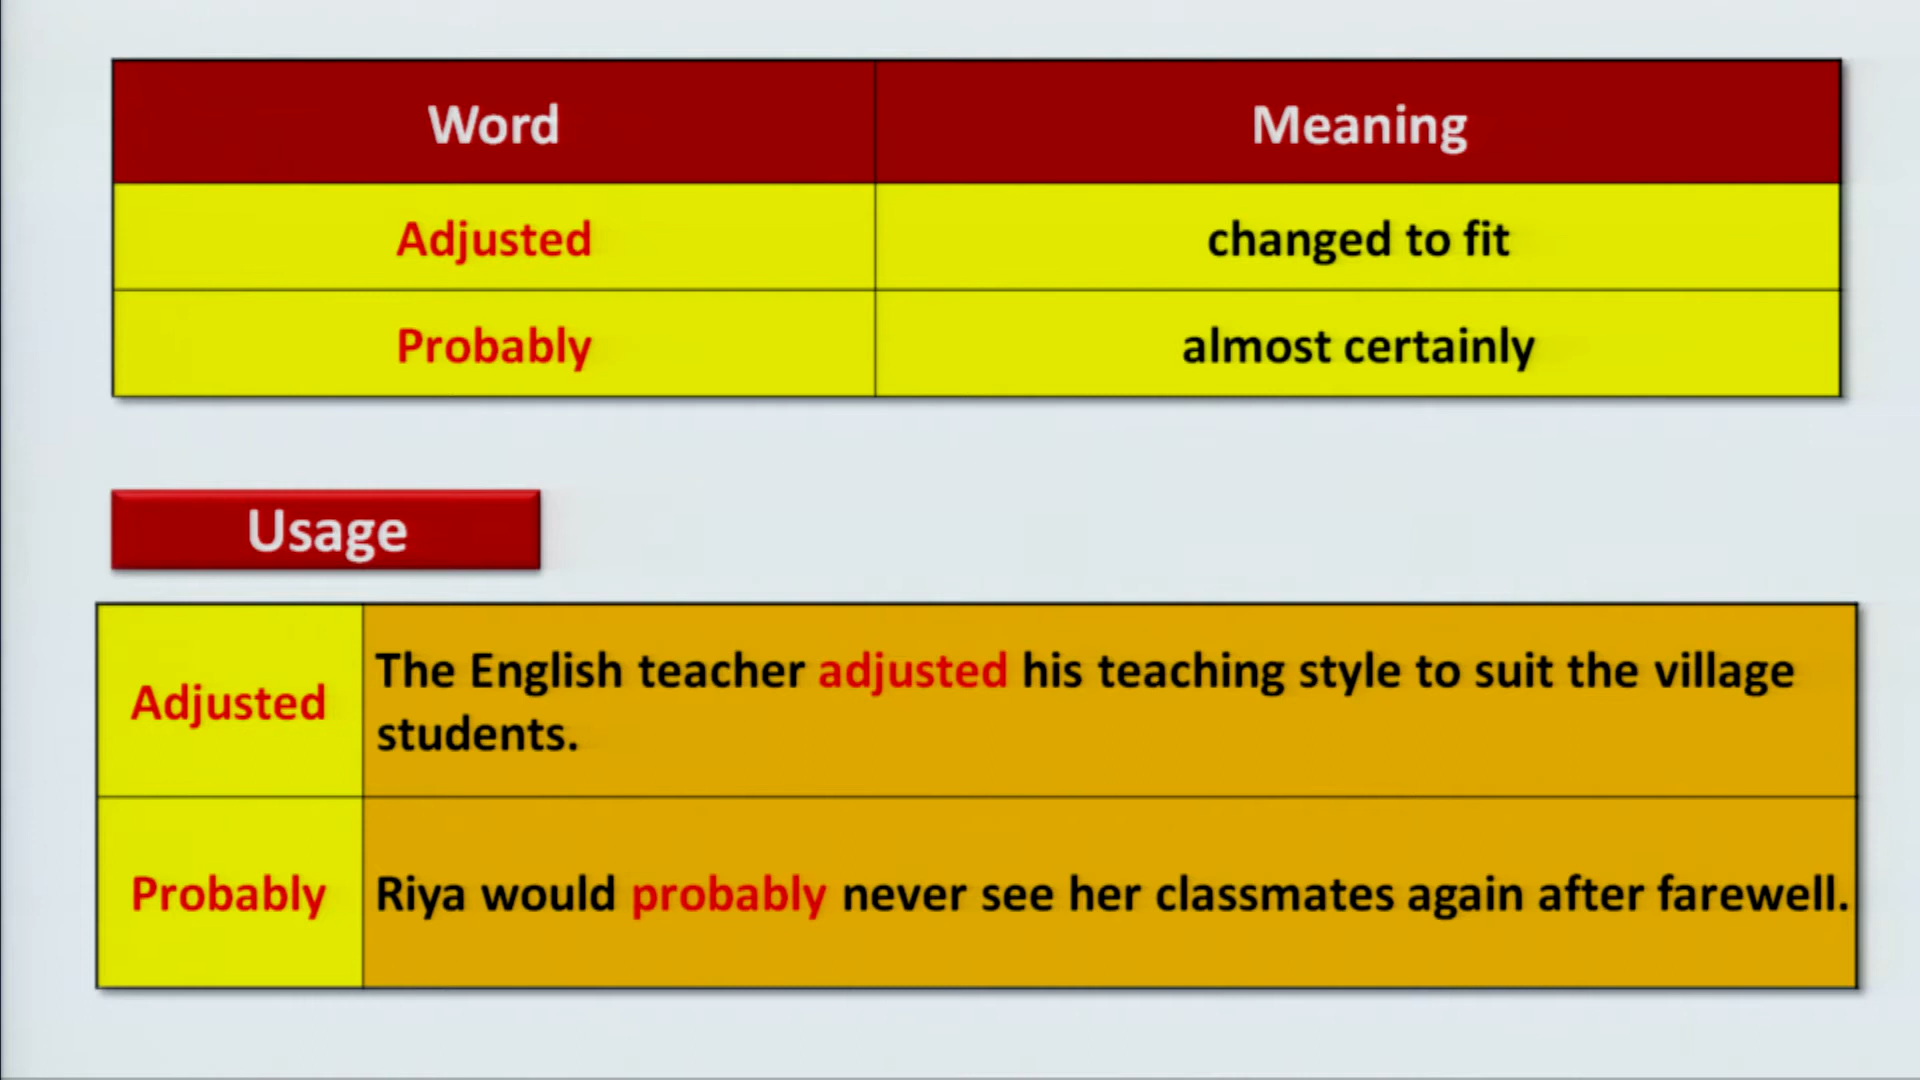 Word Meaning
Adjusted changed to fit
Probably almost certainly
Usage
Adjusted
The English teacher adjusted his teaching style to suit the village
students.
Probably Riya would probably never see her classmates again after farewell.